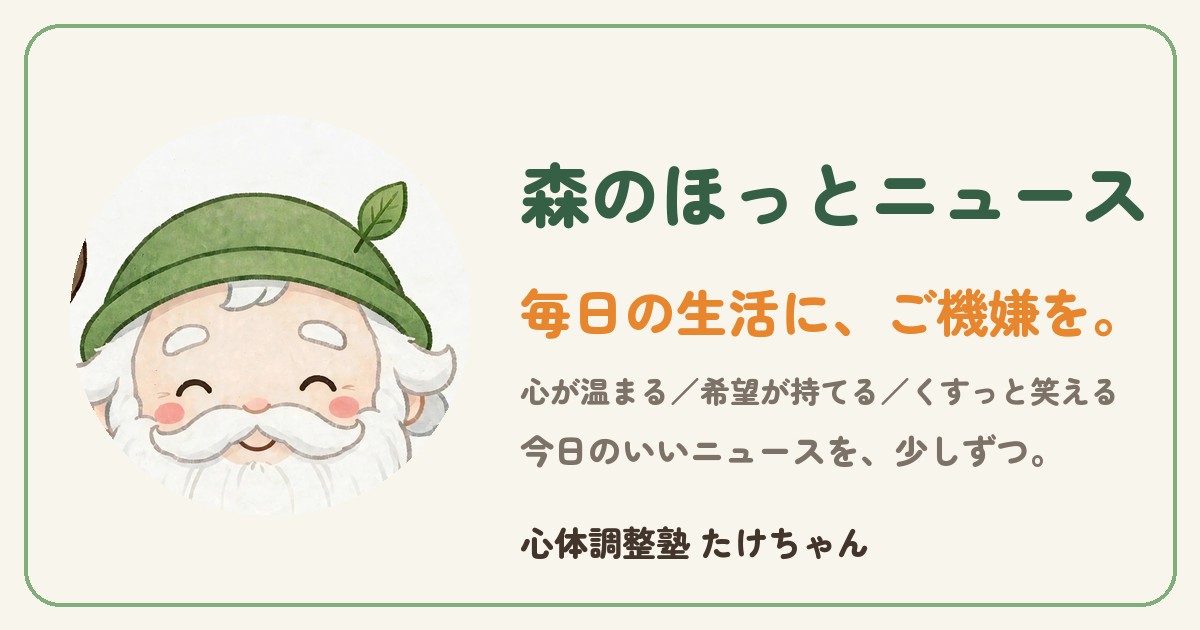 森のほっとニュース
毎日の生活に、ご機嫌を。
心が温まる／希望が持てる／くすっと笑える
今日のいいニュースを、少しずつ。
心体調整塾 たけちゃん